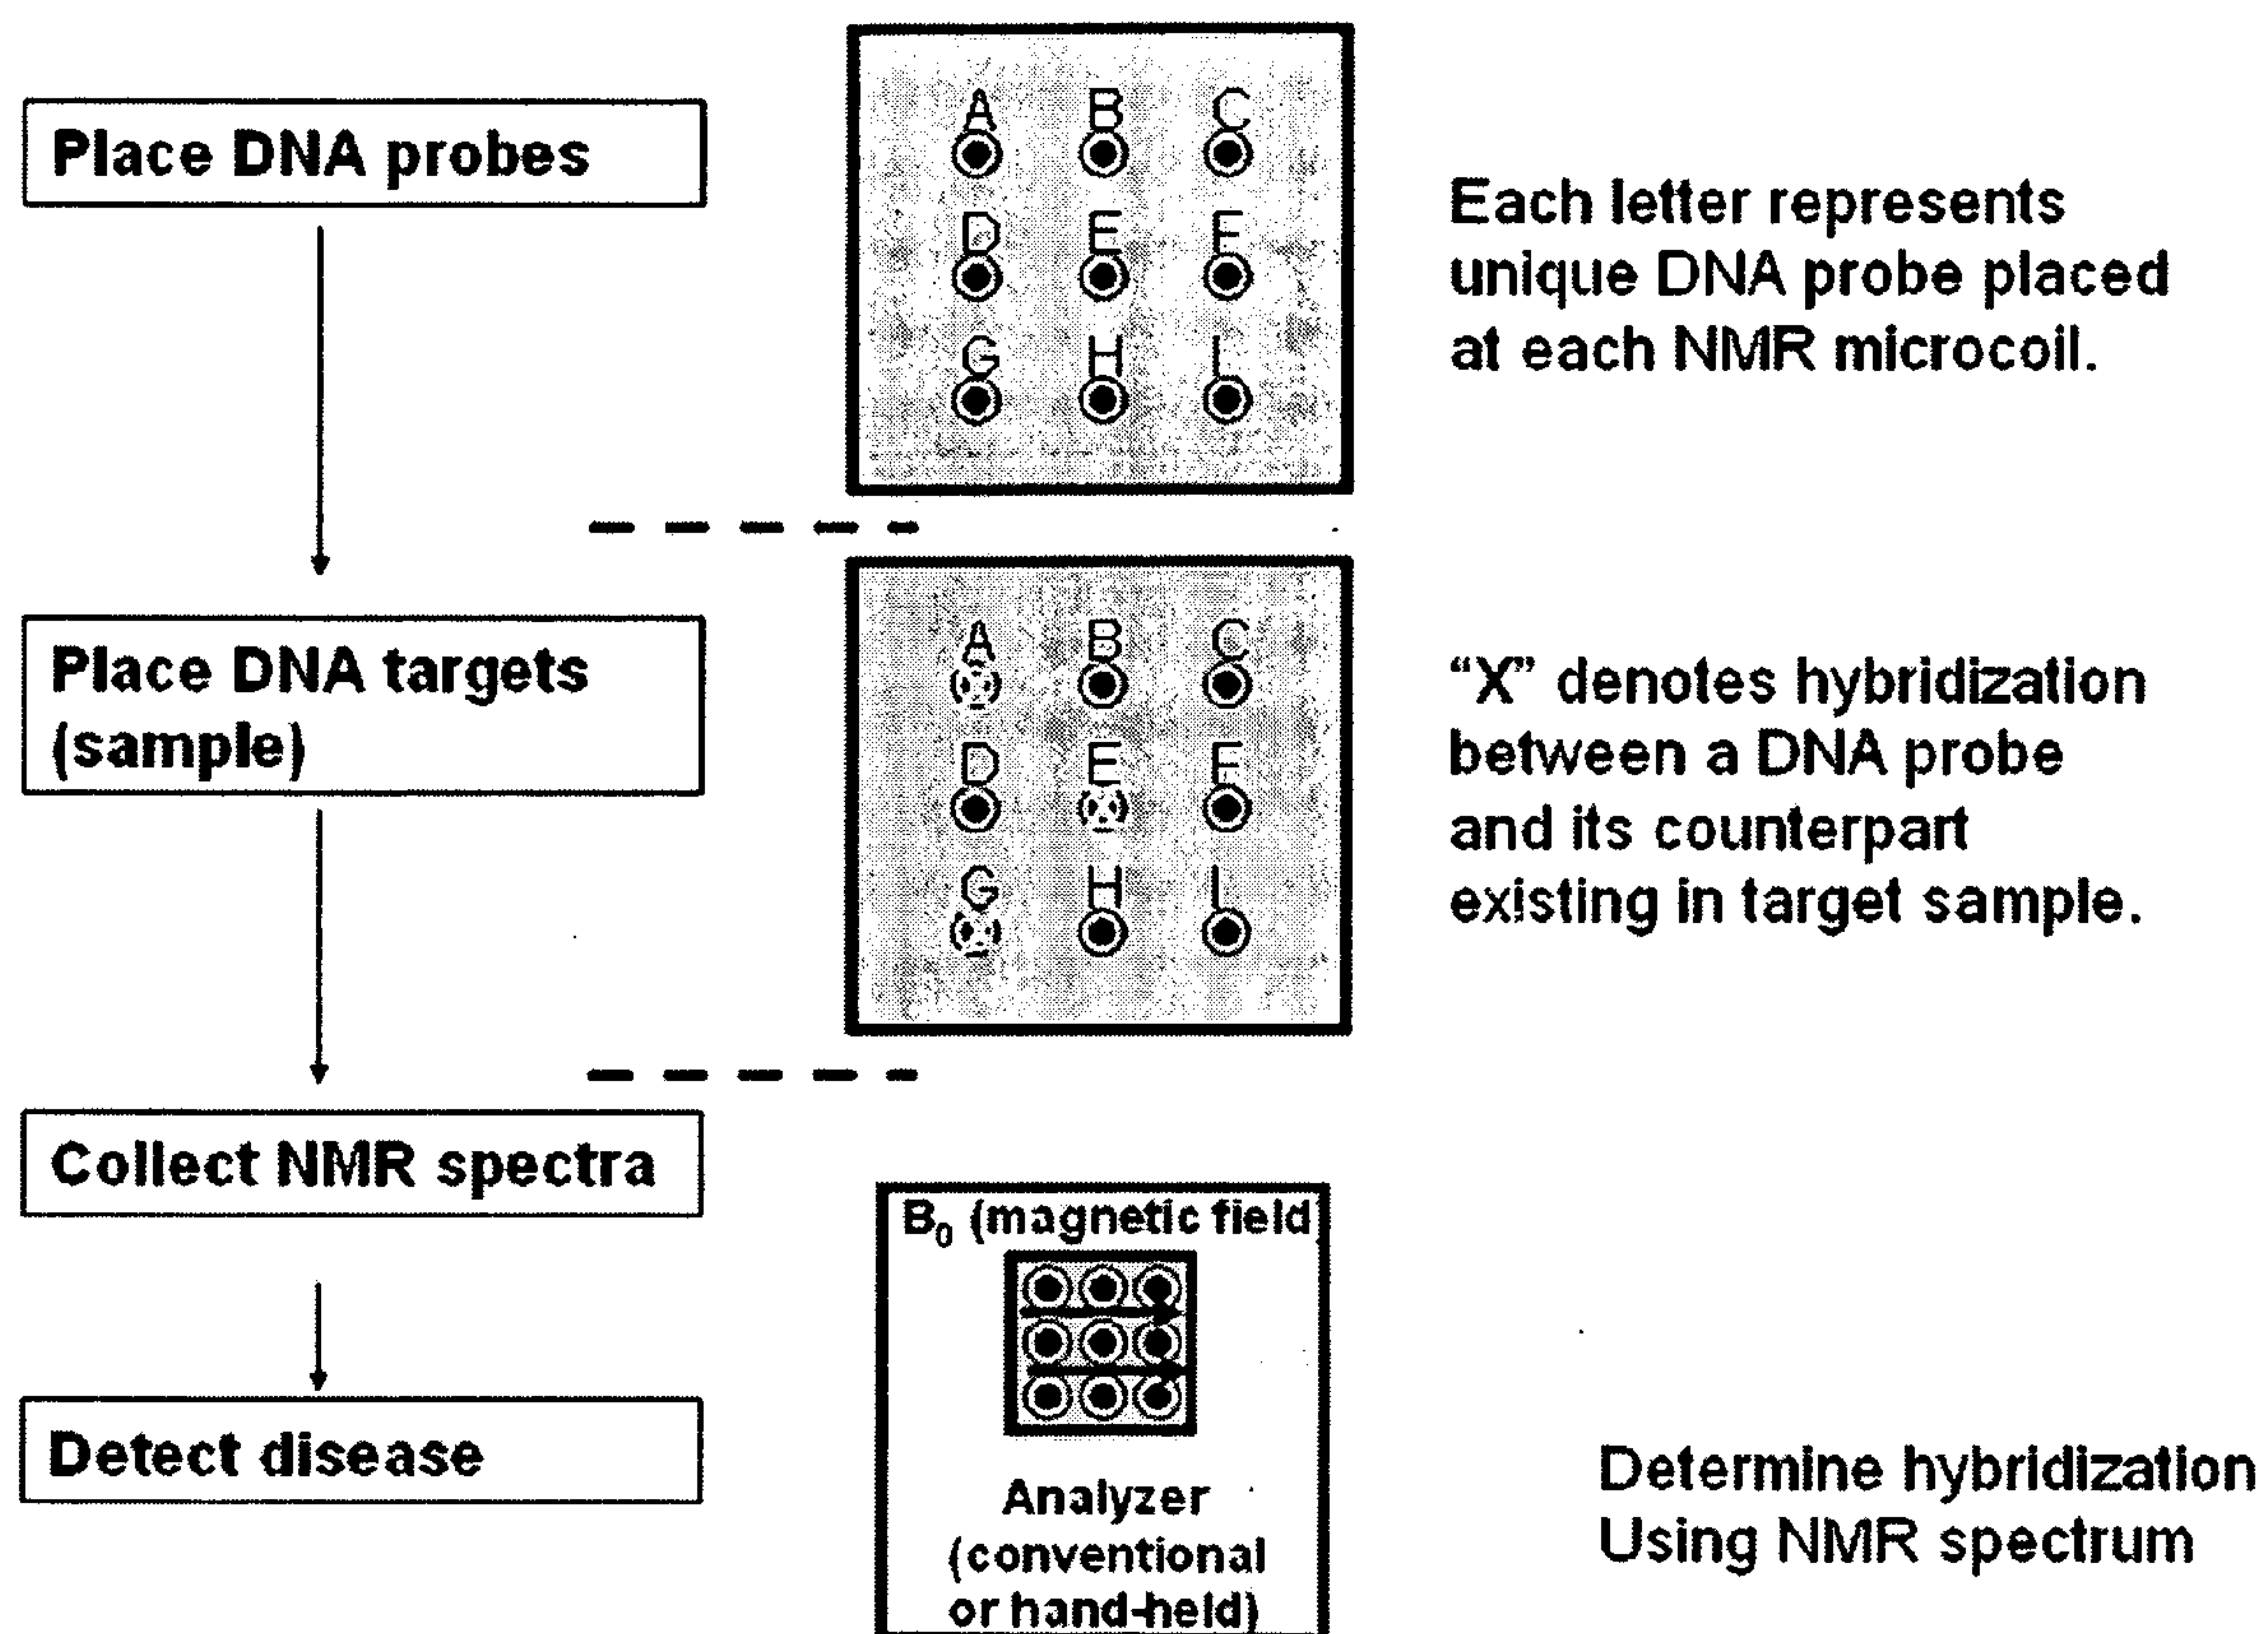 Place DNA probes
A B C
D E F
G H I
Each letter represents
unique DNA probe placed
at each NMR microcoil.
Place DNA targets
(sample)
A B C
D E F
G H I
“X” denotes hybridization
between a DNA probe
and its counterpart
existing in target sample.
Collect NMR spectra
B0 (magnetic field
Analyzer
(conventional
or hand-held)
Detect disease
Determine hybridization
Using NMR spectrum